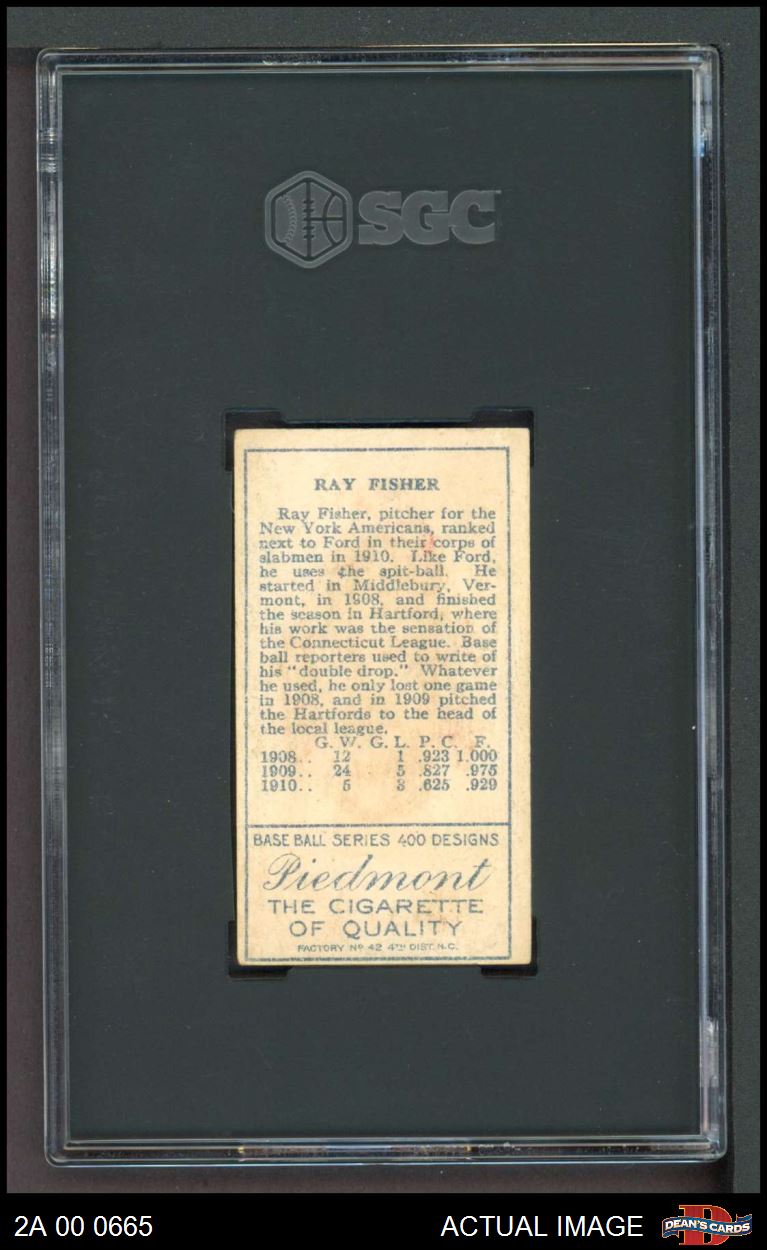 SGC
RAY FISHER
Ray Fisher, pitcher for the
New York Americans, ranked
next to Ford in their corps of
slabmen in 1910. Like Ford,
he uses the spit-ball. He
started in Middlebury, Ver-
mont, in 1908, and finished
the season in Hartford, where
his work was the sensation of
the Connecticut League. Base
ball reporters used to write of
his "double drop." Whatever
he used, he only lost one game
in 1908, and in 1909 pitched
the Hartfords to the head of
the local league.
G. W. G. L. P. C. F.
1908.. 12 1 .923 1.000
1909.. 24 5 .827 .975
1910.. 5 3 .625 .929
BASE BALL SERIES 400 DESIGNS
Piedmont
THE CIGARETTE
OF QUALITY
FACTORY Nº 42 4TH DIST. N.C.
2A 00 0665 ACTUAL IMAGE DEAN'S CARDS